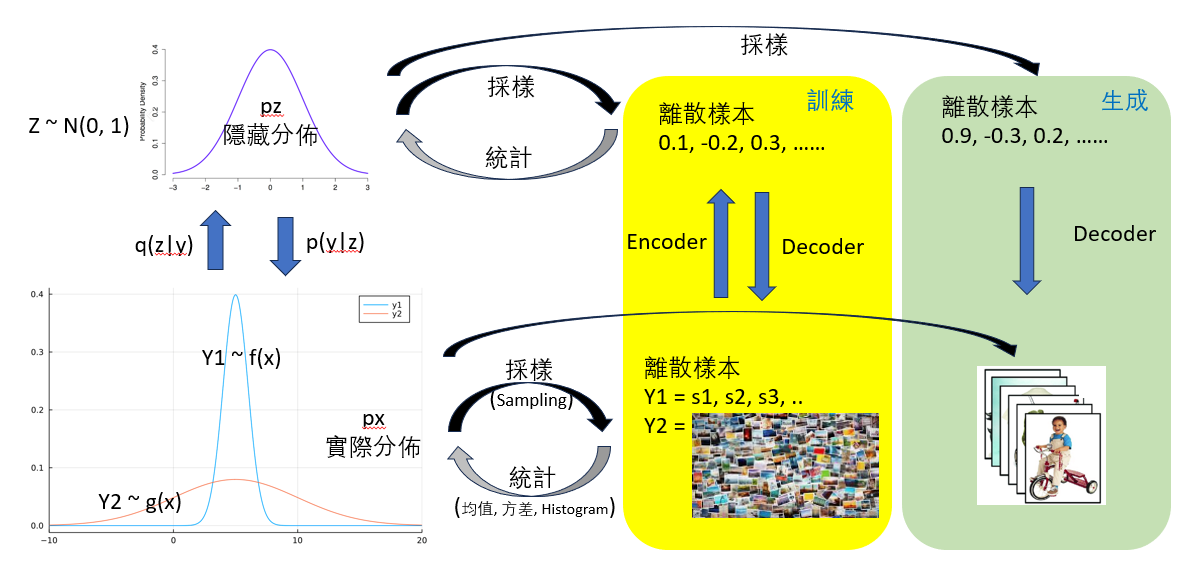 採樣
採樣
統計
Z ~ N(0, 1)
Probability Density
0.4
0.3
0.2
0.1
0.0
-3
-2
-1
0
1
2
3
pz
隱藏分佈
訓練
離散樣本
0.1, -0.2, 0.3, ……
生成
離散樣本
0.9, -0.3, 0.2, ……
q(z|y)
p(y|z)
Encoder
Decoder
Decoder
0.4
0.3
0.2
0.1
0.0
-10
0
10
20
y1
y2
Y1 ~ f(x)
px
實際分佈
Y2 ~ g(x)
採樣
(Sampling)
統計
(均值, 方差, Histogram)
離散樣本
Y1 = s1, s2, s3, ..
Y2 =